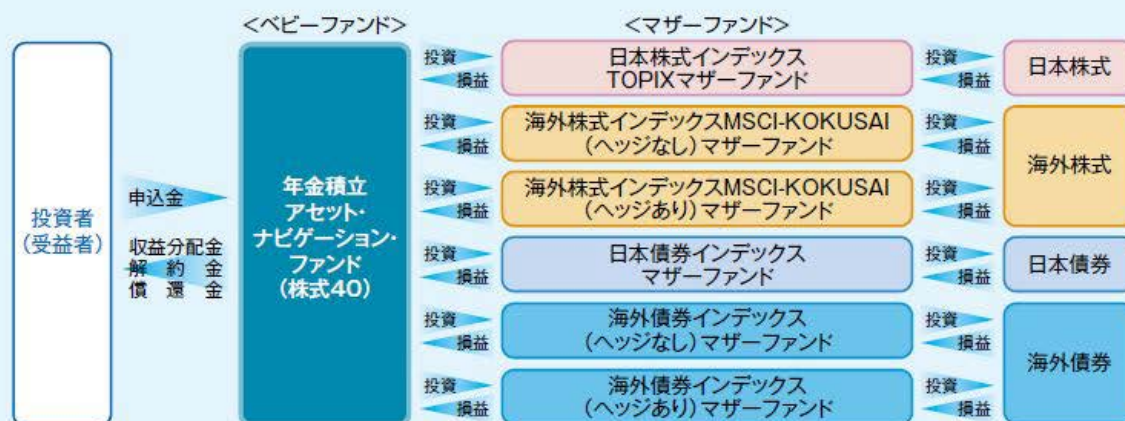 <ベビーファンド>
<マザーファンド>
投資者
(受益者)
申込金
収益分配金
解約金
償還金
年金積立
アセット・
ナビゲーション・
ファンド
(株式40)
投資
損益
日本株式インデックス
TOPIXマザーファンド
投資
損益
日本株式
投資
損益
海外株式インデックスMSCI-KOKUSAI
(ヘッジなし)マザーファンド
投資
損益
投資
損益
海外株式インデックスMSCI-KOKUSAI
(ヘッジあり)マザーファンド
投資
損益
海外株式
投資
損益
日本債券インデックス
マザーファンド
投資
損益
日本債券
投資
損益
海外債券インデックス
(ヘッジなし)マザーファンド
投資
損益
投資
損益
海外債券インデックス
(ヘッジあり)マザーファンド
投資
損益
海外債券